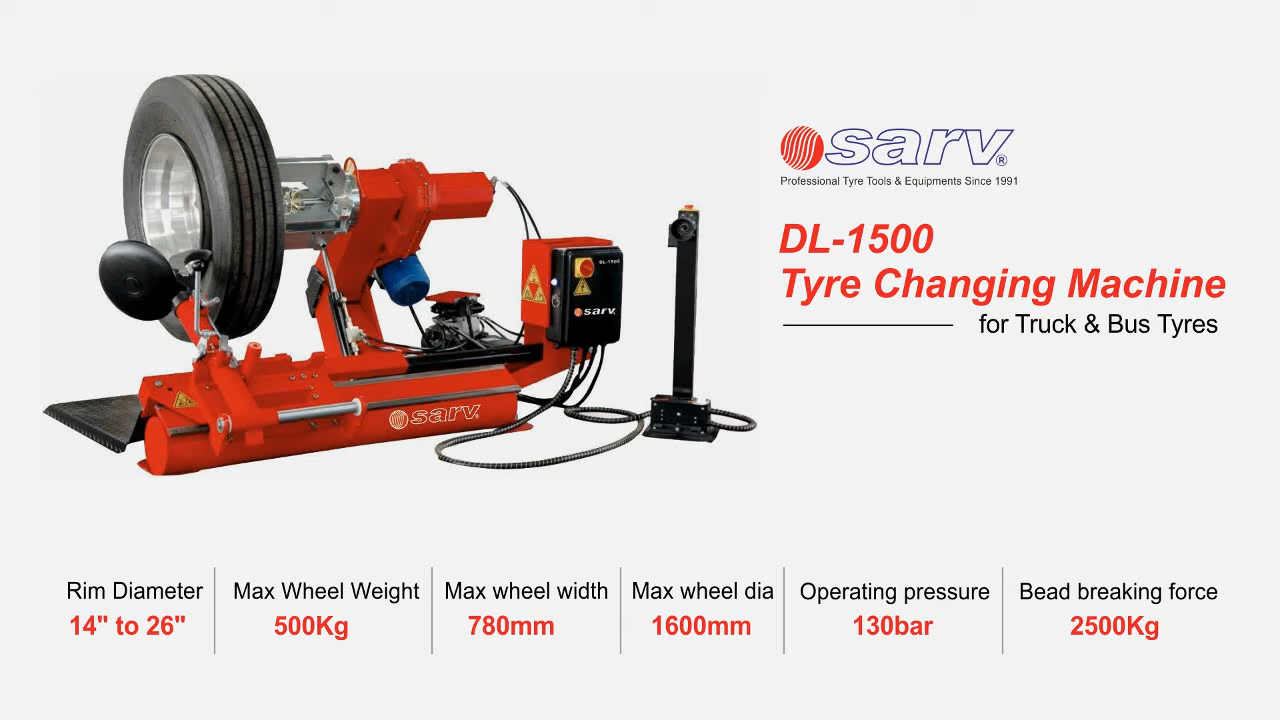 sarv®
Professional Tyre Tools & Equipments Since 1991
DL-1500
Tyre Changing Machine
for Truck & Bus Tyres
DL-1500
sarv.
sarv®
Rim Diameter
14" to 26"
Max Wheel Weight
500Kg
Max wheel width
780mm
Max wheel dia
1600mm
Operating pressure
130bar
Bead breaking force
2500Kg